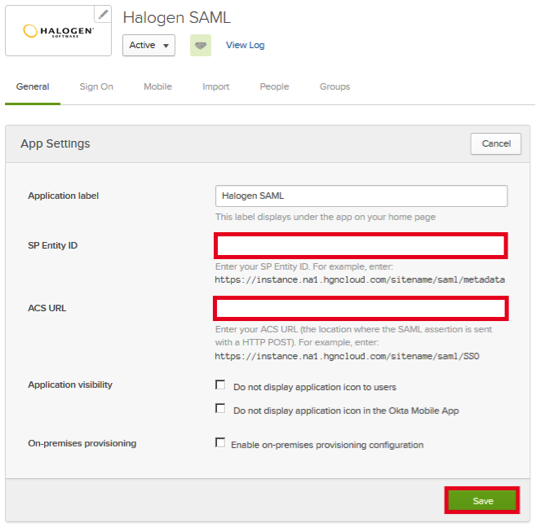 HALOGEN
SOFTWARE
Halogen SAML
Active
View Log
General Sign On Mobile Import People Groups
App Settings
Cancel
Application label
Halogen SAML
This label displays under the app on your home page
SP Entity ID
Enter your SP Entity ID. For example, enter:
https://instance.na1.hgncloud.com/sitename/saml/metadata
ACS URL
Enter your ACS URL (the location where the SAML assertion is sent
with a HTTP POST). For example, enter:
https://instance.na1.hgncloud.com/sitename/saml/SSO
Application visibility
Do not display application icon to users
Do not display application icon in the Okta Mobile App
On-premises provisioning
Enable on-premises provisioning configuration
Save